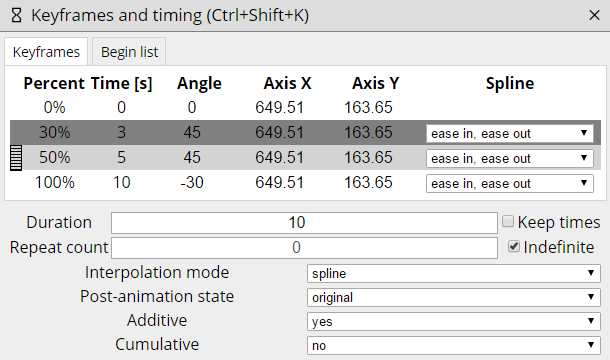 Keyframes and timing (Ctrl+Shift+K)
Keyframes Begin list
Percent Time [s] Angle Axis X Axis Y Spline
0% 0 0 649.51 163.65
30% 3 45 649.51 163.65 ease in, ease out
50% 5 45 649.51 163.65 ease in, ease out
100% 10 -30 649.51 163.65 ease in, ease out
Duration 10 Keep times
Repeat count 0 Indefinite
Interpolation mode spline
Post-animation state original
Additive yes
Cumulative no